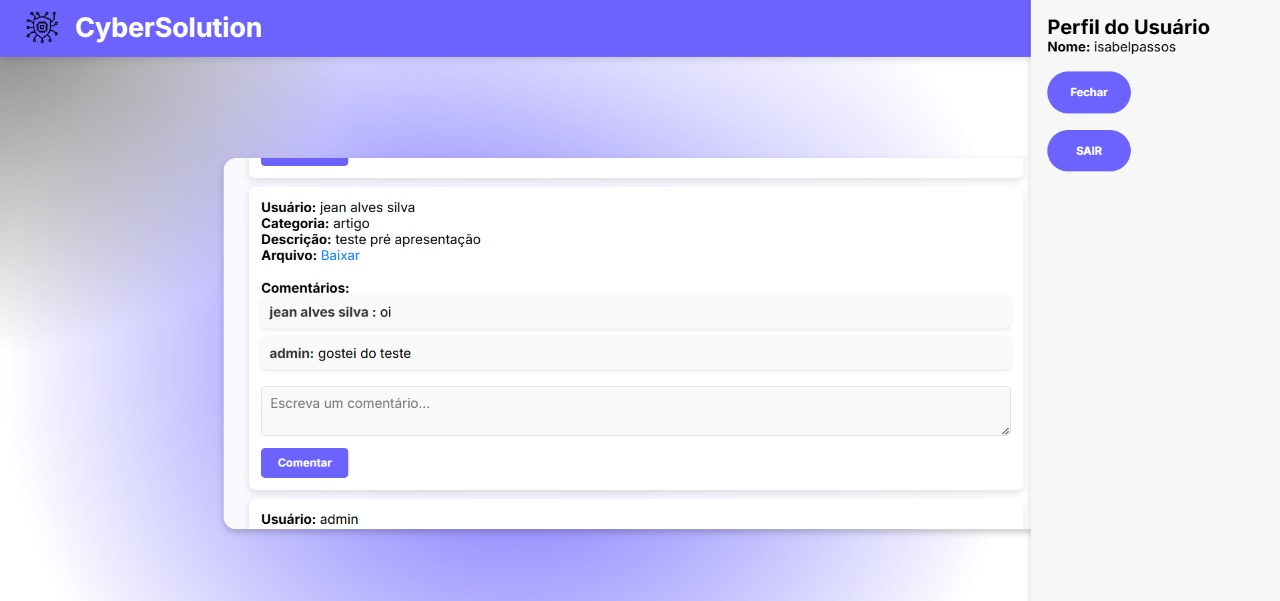 CyberSolution
Usuário: jean alves silva
Categoria: artigo
Descrição: teste pré apresentação
Arquivo: Baixar
Comentários:
jean alves silva : oi
admin: gostei do teste
Escreva um comentário...
Comentar
Usuário: admin
Perfil do Usuário
Nome: isabelpassos
Fechar
SAIR